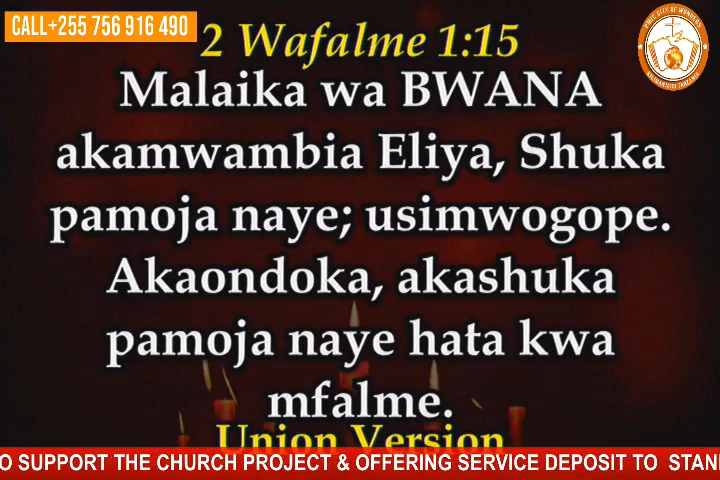 CALL+255 756 916 490
2 Wafalme 1:15
Malaika wa BWANA
akamwambia Eliya, Shuka
pamoja naye; usimwogope.
Akaondoka, akashuka
pamoja naye hata kwa
mfalme.
Union Version
O SUPPORT THE CHURCH PROJECT & OFFERING SERVICE DEPOSIT TO